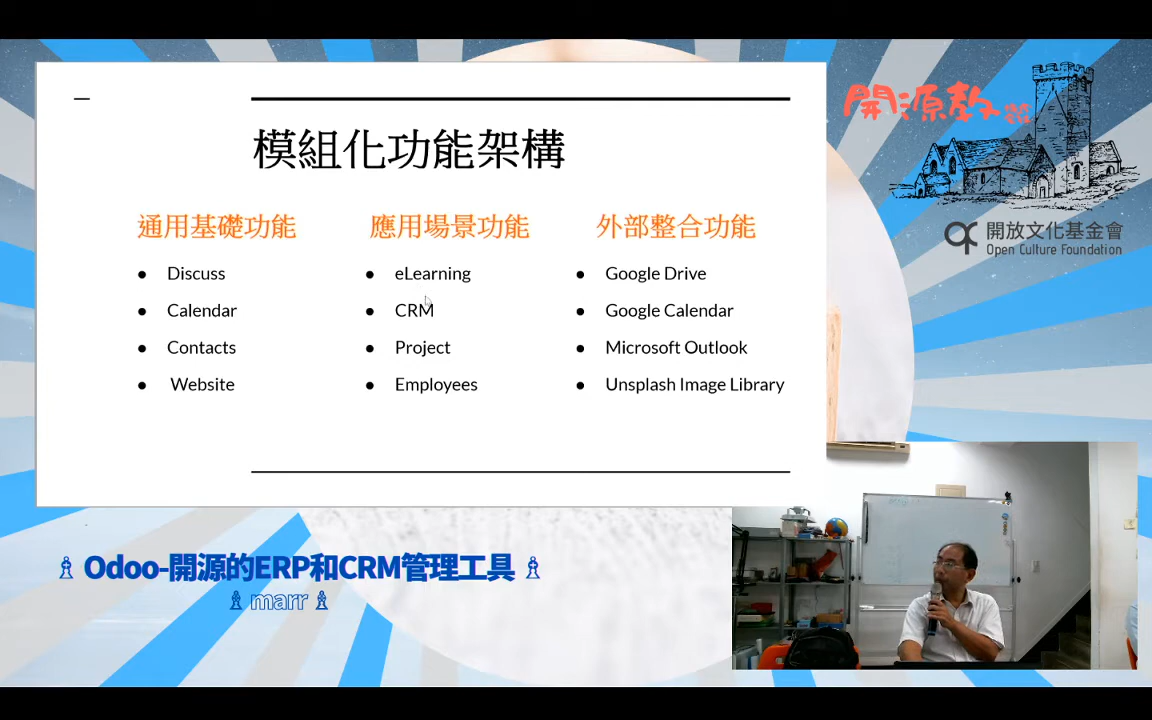 模組化功能架構
通用基礎功能
Discuss
Calendar
Contacts
Website
應用場景功能
eLearning
CRM
Project
Employees
外部整合功能
Google Drive
Google Calendar
Microsoft Outlook
Unsplash Image Library
開源教
開放文化基金會
Open Culture Foundation
Odoo-開源的ERP和CRM管理工具
marr